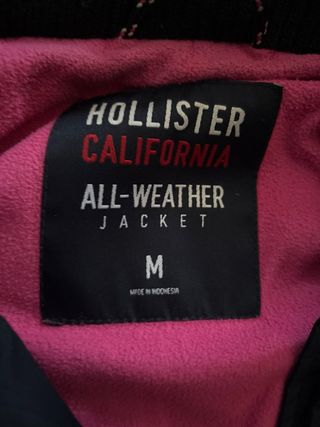 HOLLISTER
CALIFORNIA
ALL-WEATHER
JACKET
M
MADE IN INDONESIA